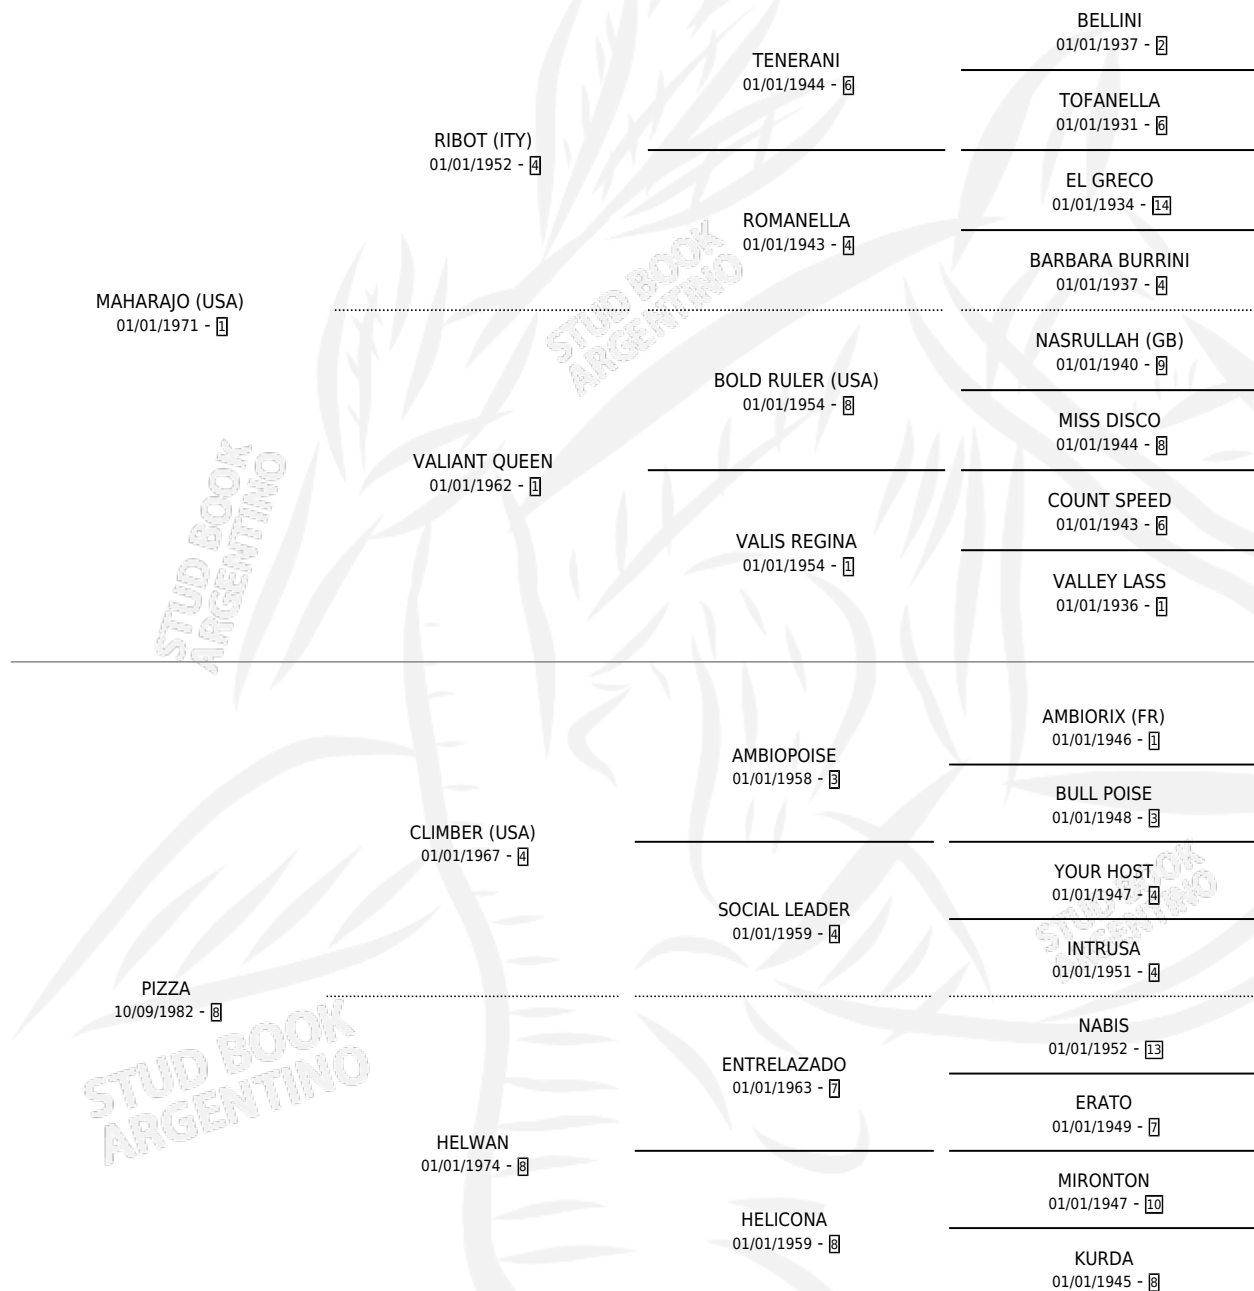 BELLINI
01/01/1937 - 2
TENERANI
01/01/1944 - 6
TOFANELLA
01/01/1931 - 6
RIBOT (ITY)
01/01/1952 - 4
EL GRECO
01/01/1934 - 14
ROMANELLA
01/01/1943 - 4
BARBARA BURRINI
01/01/1937 - 4
MAHARAJO (USA)
01/01/1971 - 1
NASRULLAH (GB)
01/01/1940 - 9
BOLD RULER (USA)
01/01/1954 - 8
MISS DISCO
01/01/1944 - 8
VALIANT QUEEN
01/01/1962 - 1
COUNT SPEED
01/01/1943 - 6
VALIS REGINA
01/01/1954 - 1
VALLEY LASS
01/01/1936 - 1
AMBIORIX (FR)
01/01/1946 - 1
AMBIOPOISE
01/01/1958 - 3
BULL POISE
01/01/1948 - 3
CLIMBER (USA)
01/01/1967 - 4
YOUR HOST
01/01/1947 - 4
SOCIAL LEADER
01/01/1959 - 4
INTRUSA
01/01/1951 - 4
PIZZA
10/09/1982 - 8
NABIS
01/01/1952 - 13
ENTRELAZADO
01/01/1963 - 7
ERATO
01/01/1949 - 7
HELWAN
01/01/1974 - 8
MIRONTON
01/01/1947 - 10
HELICONA
01/01/1959 - 8
KURDA
01/01/1945 - 8
STUD BOOK
ARGENTINO
STUD BOOK
ARGENTINO
STUD BOOK
ARGENTINO
STUD BOOK
ARGENTINO